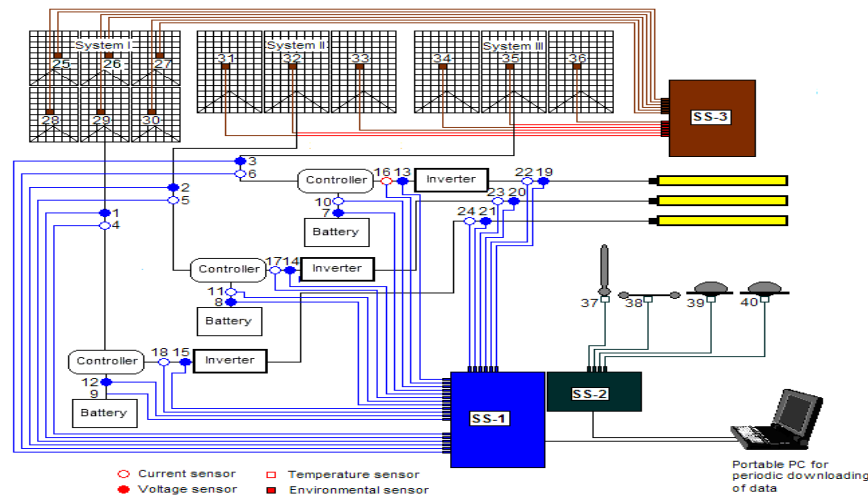 System I
System II
System III
25 26 27
31 32 33
34 35 36
28 29 30
SS-3
3
6
2
5
1
4
Controller
16 13
Inverter
22 19
23 20
24 21
10
7
Battery
Controller
17 14
Inverter
11
8
Battery
Controller
18 15
Inverter
12
9
Battery
37 38 39 40
SS-1
SS-2
Current sensor
Temperature sensor
Voltage sensor
Environmental sensor
Portable PC for
periodic downloading
of data